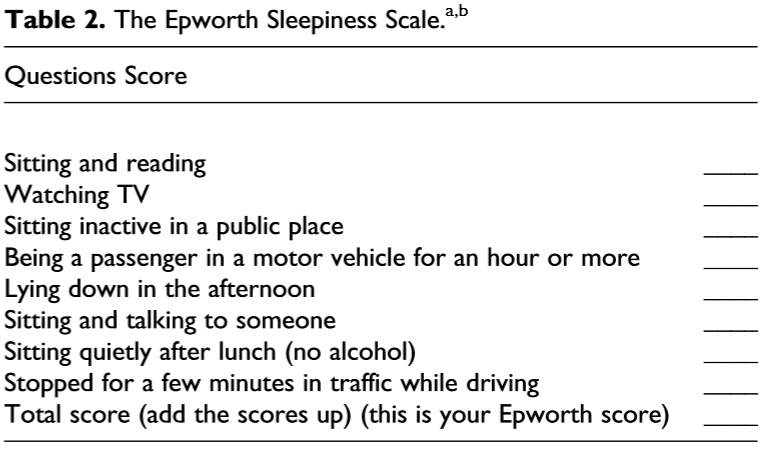 Table 2. The Epworth Sleepiness Scale.a,b
Questions Score
Sitting and reading ____
Watching TV ____
Sitting inactive in a public place ____
Being a passenger in a motor vehicle for an hour or more ____
Lying down in the afternoon ____
Sitting and talking to someone ____
Sitting quietly after lunch (no alcohol) ____
Stopped for a few minutes in traffic while driving ____
Total score (add the scores up) (this is your Epworth score) ____